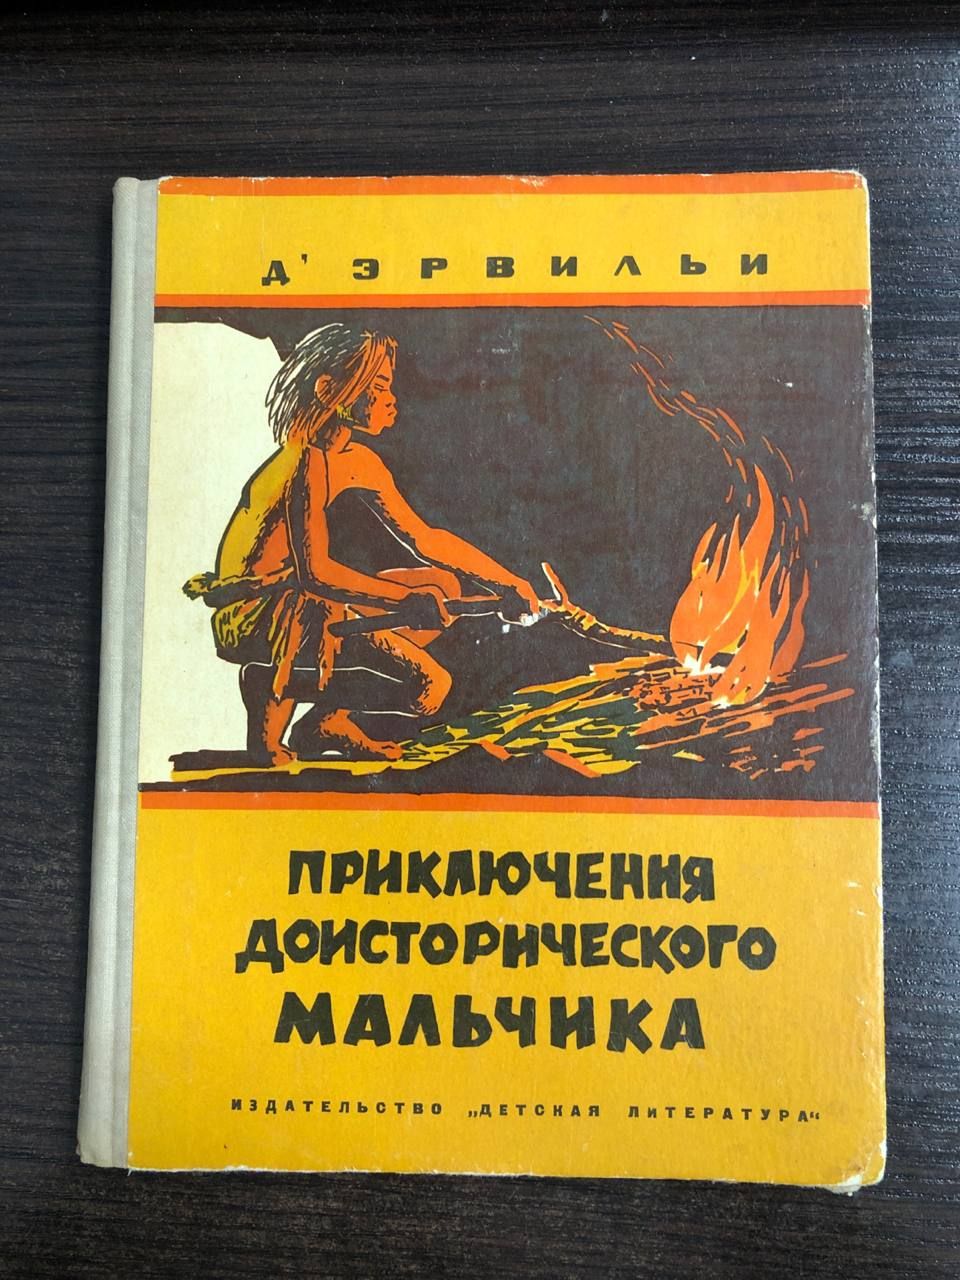 Д'ЭРВИЛЬИ
ПРИКЛЮЧЕНИЯ
ДОИСТОРИЧЕСКОГО
МАЛЬЧИКА
ИЗДАТЕЛЬСТВО „ДЕТСКАЯ ЛИТЕРАТУРА“